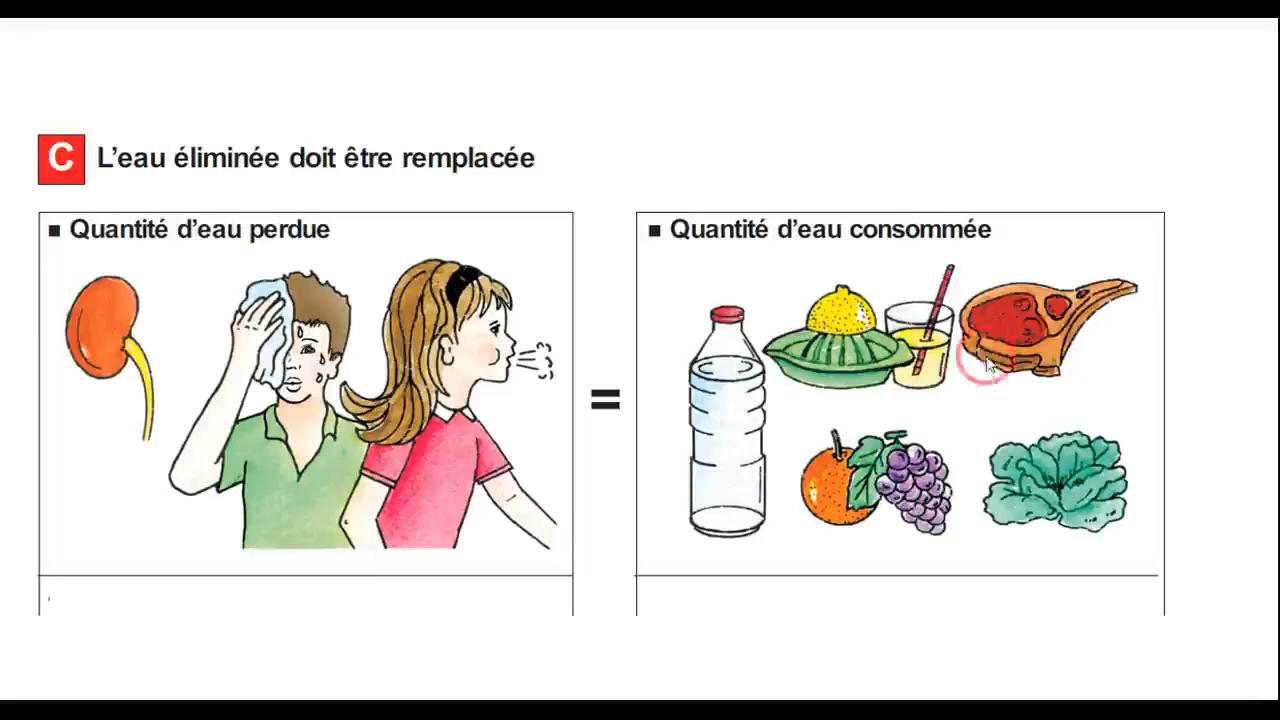 C L'eau éliminée doit être remplacée
■ Quantité d'eau perdue
■ Quantité d'eau consommée
=